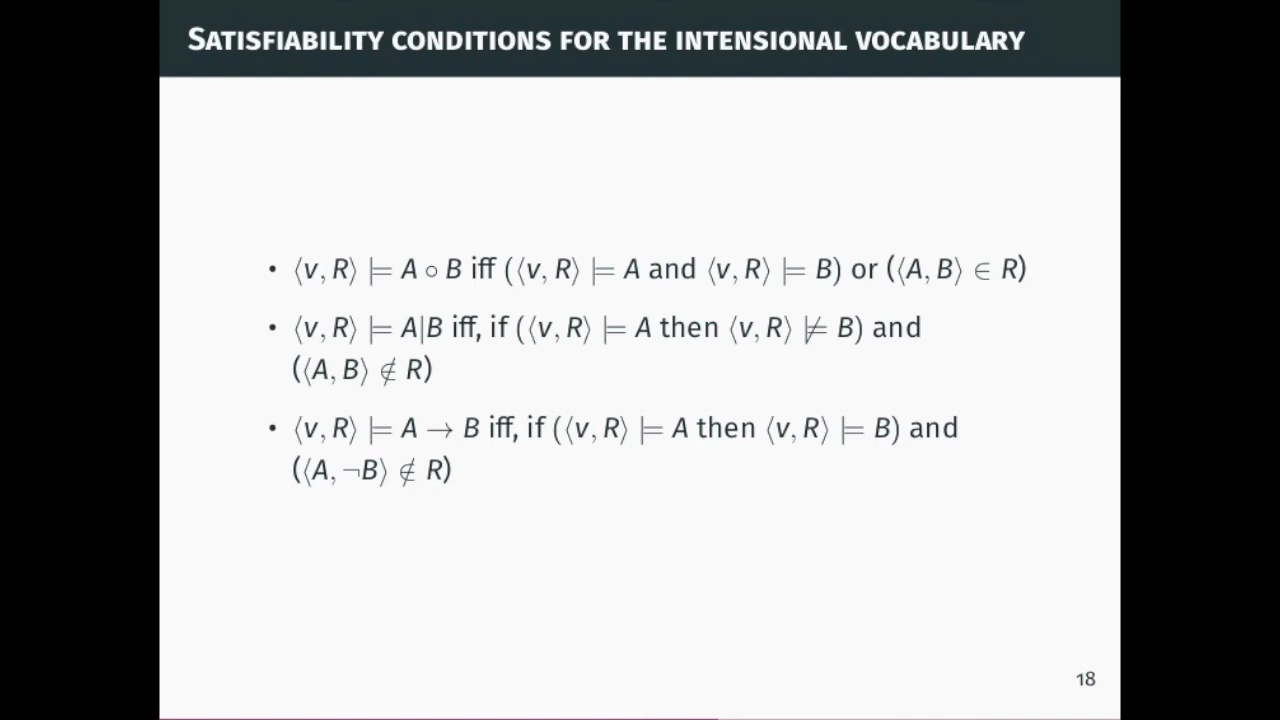 SATISFIABILITY CONDITIONS FOR THE INTENSIONAL VOCABULARY
• ⟨v, R⟩ ⊨ A ∘ B iff (⟨v, R⟩ ⊨ A and ⟨v, R⟩ ⊨ B) or (⟨A, B⟩ ∈ R)
• ⟨v, R⟩ ⊨ A|B iff, if (⟨v, R⟩ ⊨ A then ⟨v, R⟩ ⊭ B) and
(⟨A, B⟩ ∉ R)
• ⟨v, R⟩ ⊨ A → B iff, if (⟨v, R⟩ ⊨ A then ⟨v, R⟩ ⊨ B) and
(⟨A, ¬B⟩ ∉ R)
18